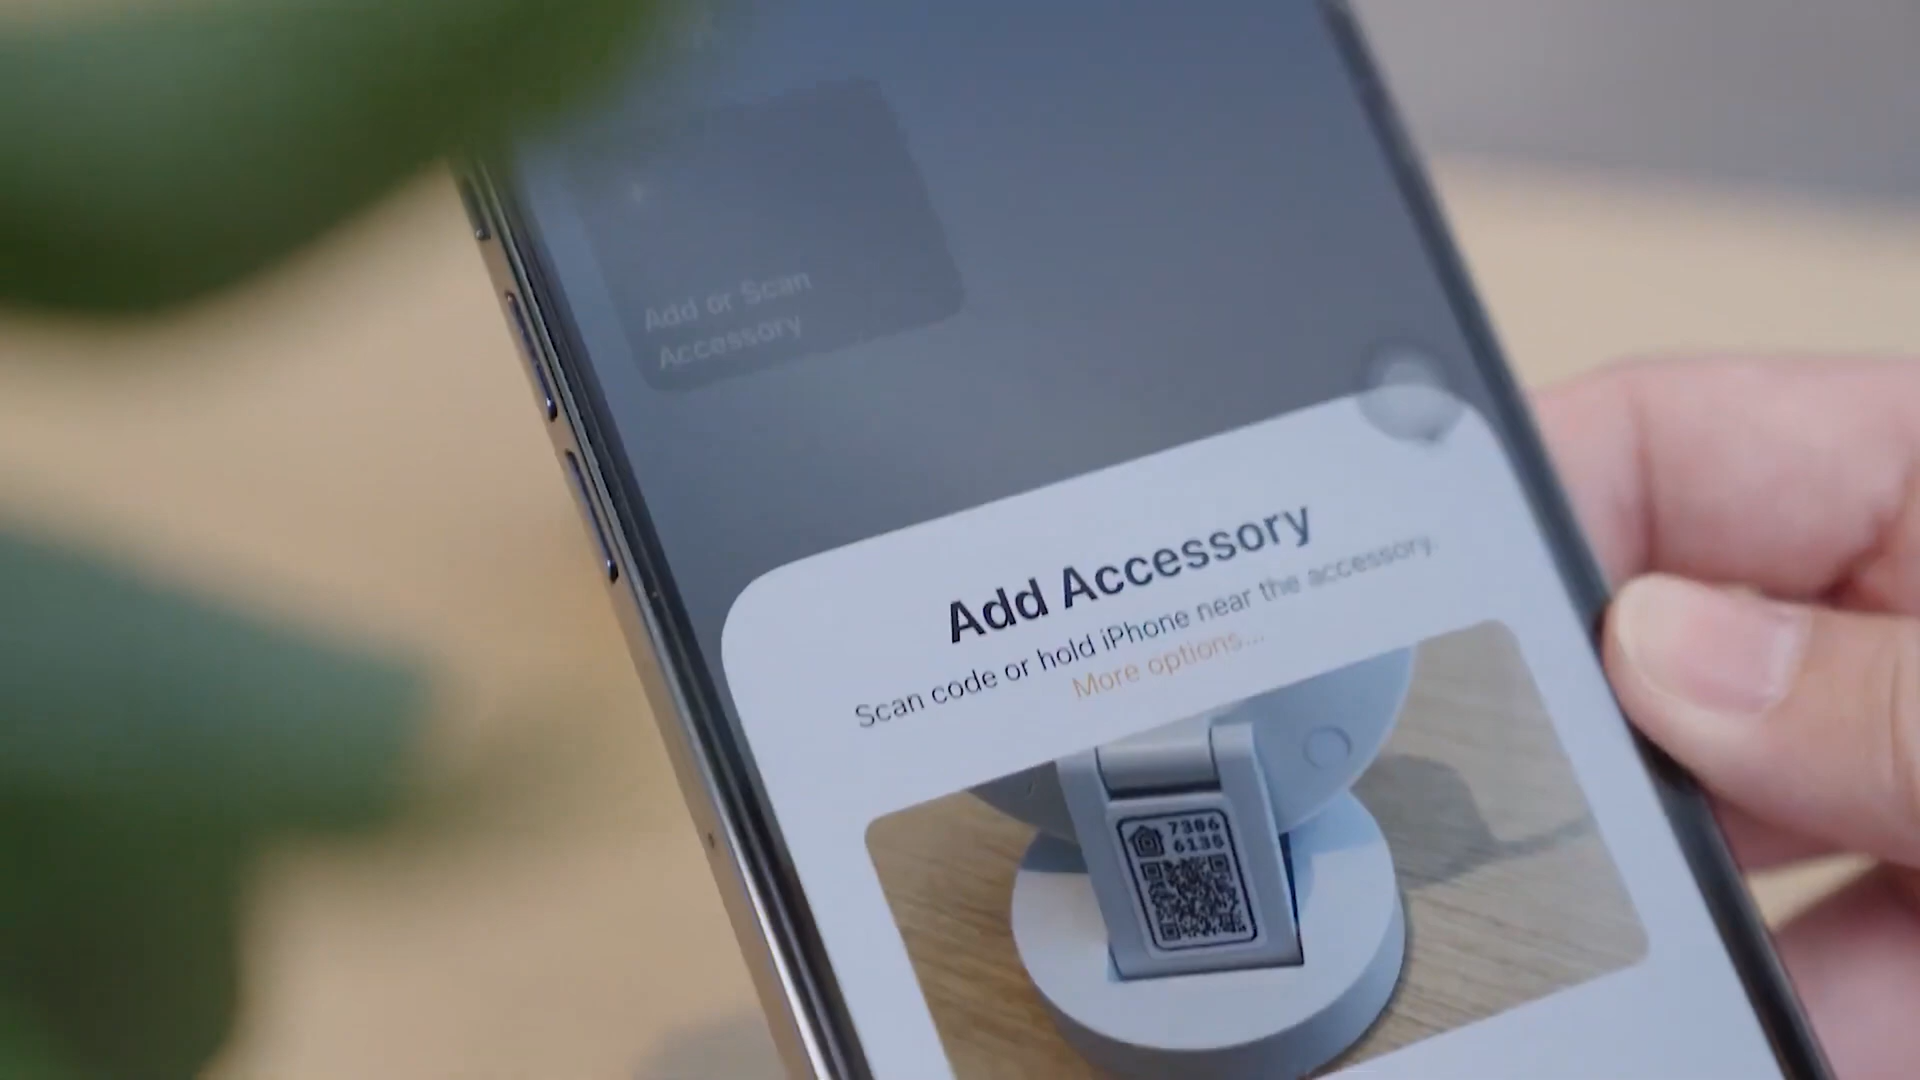 Add or Scan
Accessory
Add Accessory
Scan code or hold iPhone near the accessory.
More options...
7386
6135